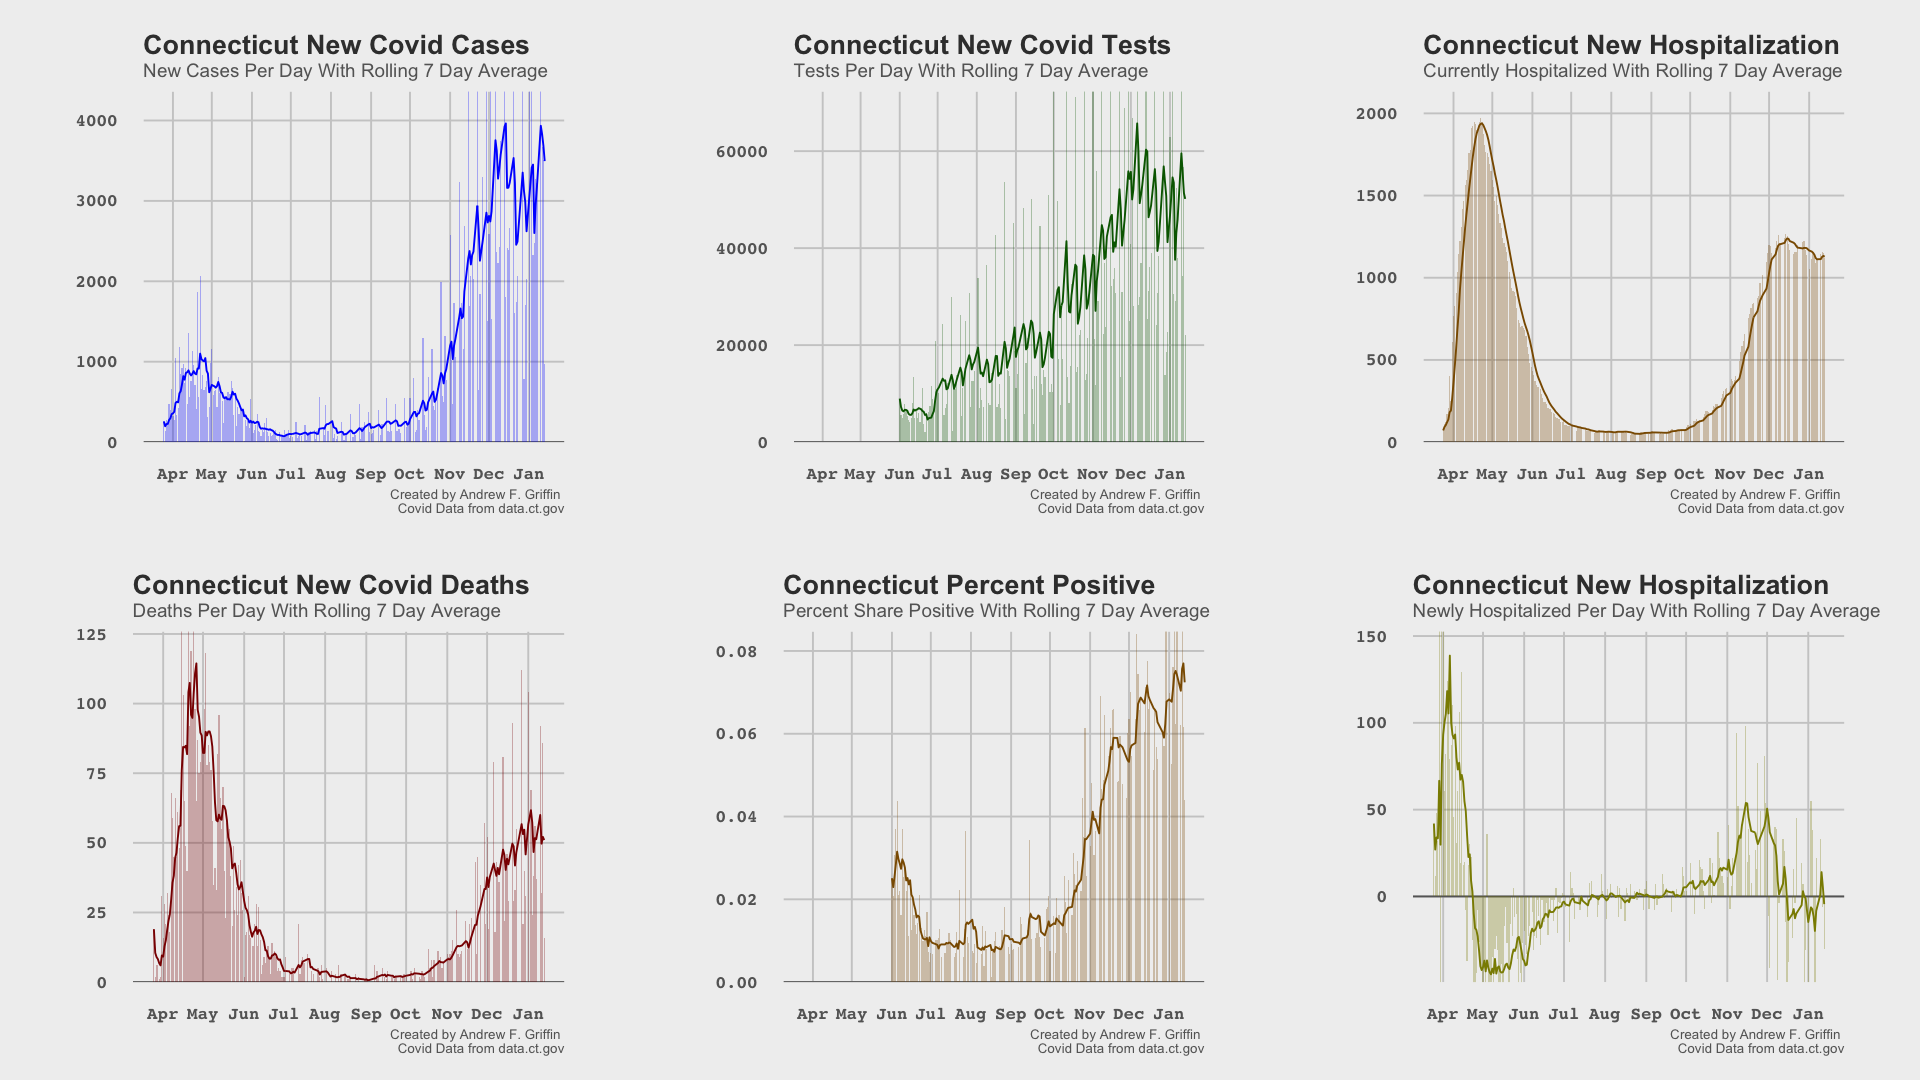 Connecticut New Covid Cases
New Cases Per Day With Rolling 7 Day Average
4000
3000
2000
1000
0
Apr May Jun Jul Aug Sep Oct Nov Dec Jan
Created by Andrew F. Griffin
Covid Data from data.ct.gov
Connecticut New Covid Tests
Tests Per Day With Rolling 7 Day Average
60000
40000
20000
0
Apr May Jun Jul Aug Sep Oct Nov Dec Jan
Created by Andrew F. Griffin
Covid Data from data.ct.gov
Connecticut New Hospitalization
Currently Hospitalized With Rolling 7 Day Average
2000
1500
1000
500
0
Apr May Jun Jul Aug Sep Oct Nov Dec Jan
Created by Andrew F. Griffin
Covid Data from data.ct.gov
Connecticut New Covid Deaths
Deaths Per Day With Rolling 7 Day Average
125
100
75
50
25
0
Apr May Jun Jul Aug Sep Oct Nov Dec Jan
Created by Andrew F. Griffin
Covid Data from data.ct.gov
Connecticut Percent Positive
Percent Share Positive With Rolling 7 Day Average
0.08
0.06
0.04
0.02
0.00
Apr May Jun Jul Aug Sep Oct Nov Dec Jan
Created by Andrew F. Griffin
Covid Data from data.ct.gov
Connecticut New Hospitalization
Newly Hospitalized Per Day With Rolling 7 Day Average
150
100
50
0
Apr May Jun Jul Aug Sep Oct Nov Dec Jan
Created by Andrew F. Griffin
Covid Data from data.ct.gov